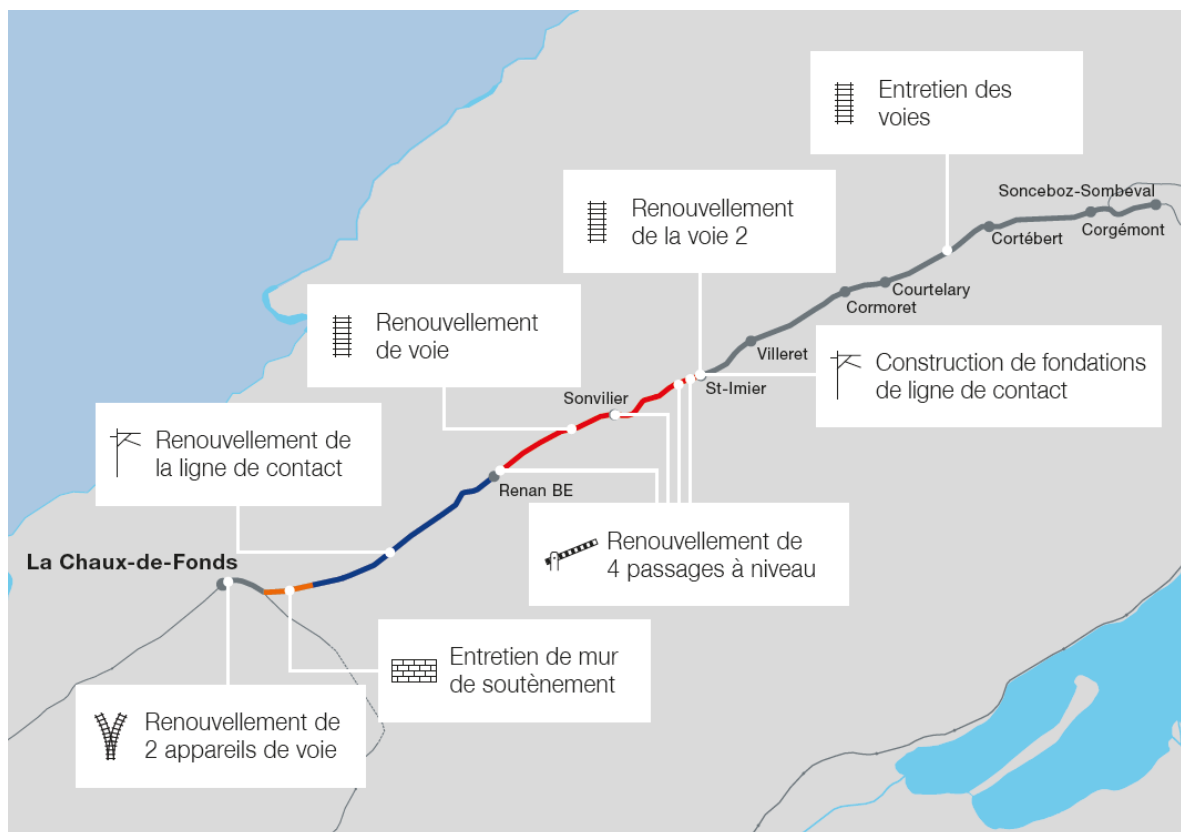 Entretien des
voies
Sonceboz-Sombeval
Renouvellement
de la voie 2
Cortébert
Corgémont
Courtelary
Cormoret
Renouvellement
de voie
Villeret
Construction de fondations
de ligne de contact
St-Imier
Sonvilier
Renouvellement de
la ligne de contact
Renan BE
Renouvellement de
4 passages à niveau
La Chaux-de-Fonds
Entretien de mur
de soutènement
Renouvellement de
2 appareils de voie